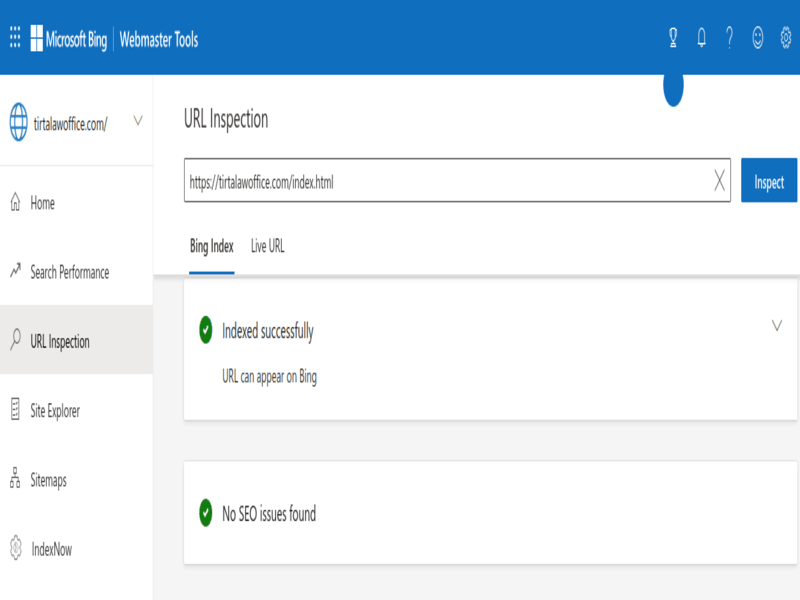 Microsoft Bing | Webmaster Tools
tirtalawoffice.com/
Home
Search Performance
URL Inspection
Site Explorer
Sitemaps
IndexNow
URL Inspection
https://tirtalawoffice.com/index.html
Inspect
Bing Index Live URL
Indexed successfully
URL can appear on Bing
No SEO issues found